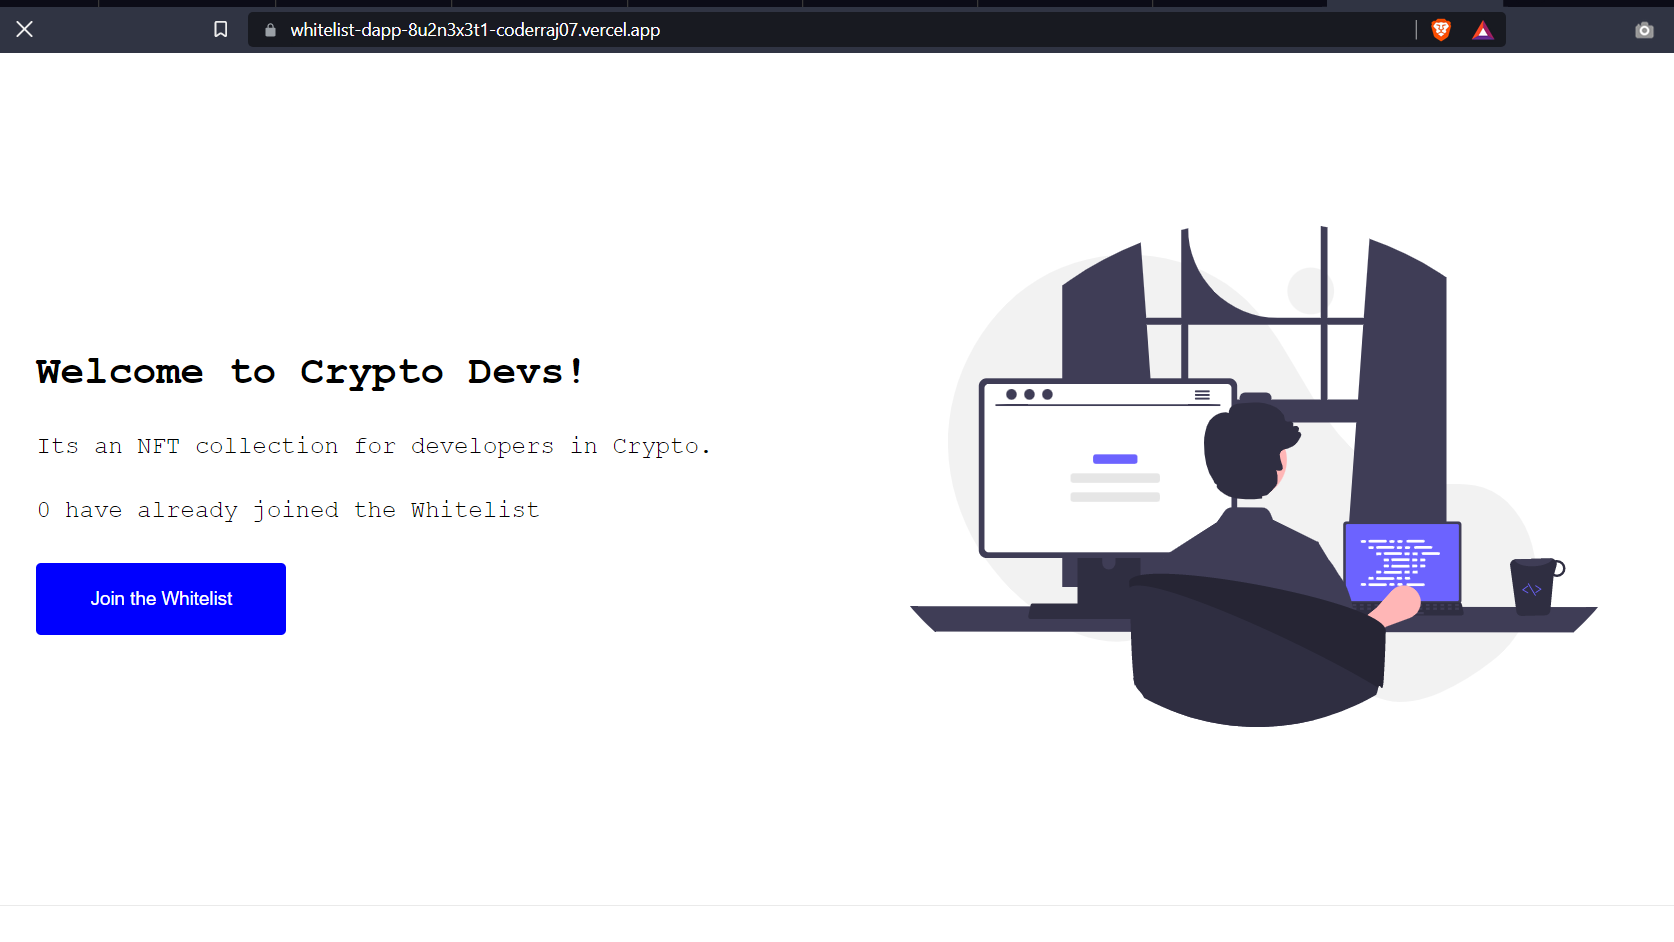 whitelist-dapp-8u2n3x3t1-coderraj07.vercel.app
Welcome to Crypto Devs!
Its an NFT collection for developers in Crypto.
0 have already joined the Whitelist
Join the Whitelist
<\>